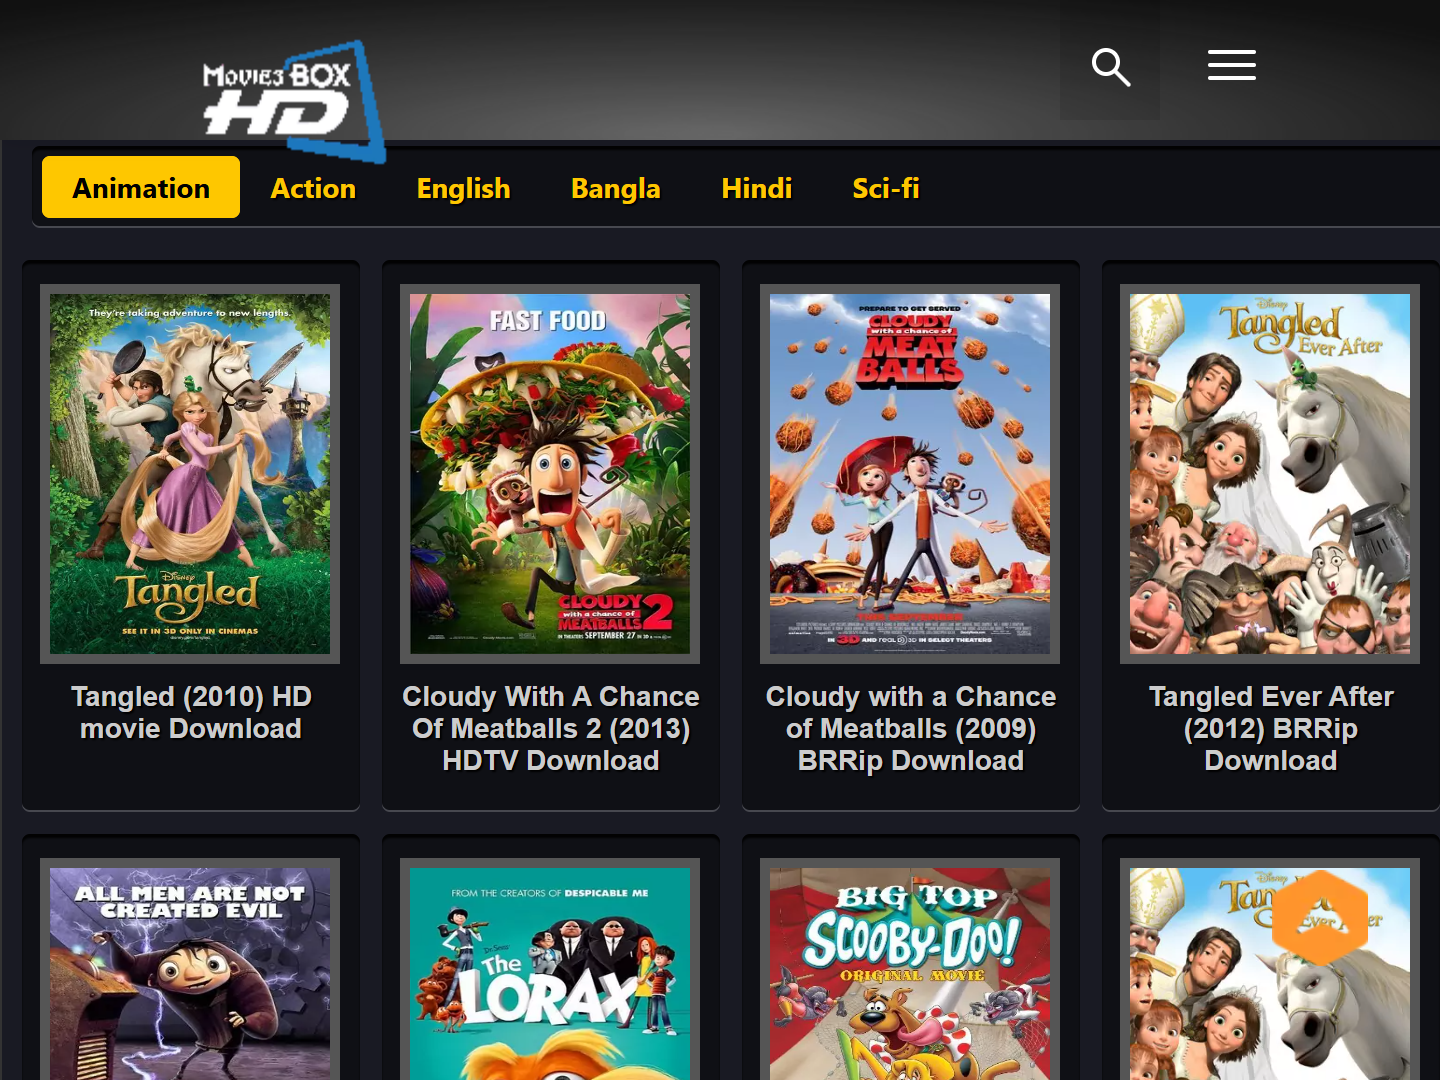 MOVIES BOX
HD
Animation
Action
English
Bangla
Hindi
Sci-fi
They're taking adventure to new lengths.
Disney
Tangled
SEE IT IN 3D ONLY IN CINEMAS
Tangled (2010) HD
movie Download
FAST FOOD
CLOUDY
with a chance of
MEATBALLS 2
IN THEATERS SEPTEMBER 27 IN 3D
Cloudy With A Chance
Of Meatballs 2 (2013)
HDTV Download
PREPARE TO GET SERVED
CLOUDY
with a chance of
MEAT
BALLS
IN 3D AND REAL D 3D IN SELECT THEATERS
Cloudy with a Chance
of Meatballs (2009)
BRRip Download
Disney
Tangled
Ever After
Tangled Ever After
(2012) BRRip
Download
ALL MEN ARE NOT
CREATED EVIL
FROM THE CREATORS OF DESPICABLE ME
Dr. Seuss'
The
LORAX
BIG TOP
SCOOBY-DOO!
ORIGINAL MOVIE
Disney